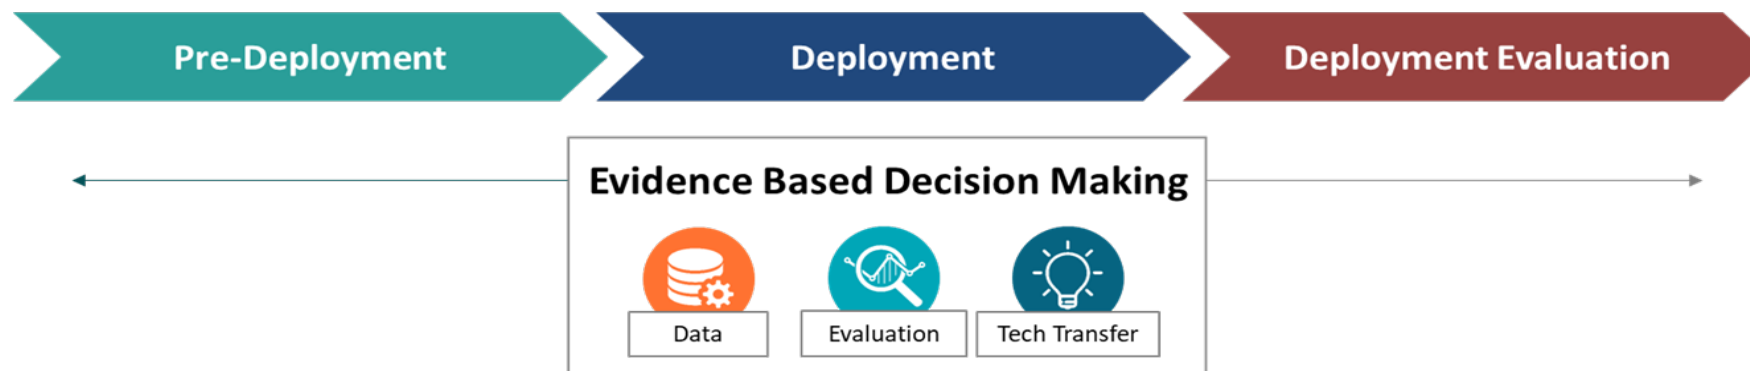 Pre-Deployment
Deployment
Deployment Evaluation
Evidence Based Decision Making
Data
Evaluation
Tech Transfer